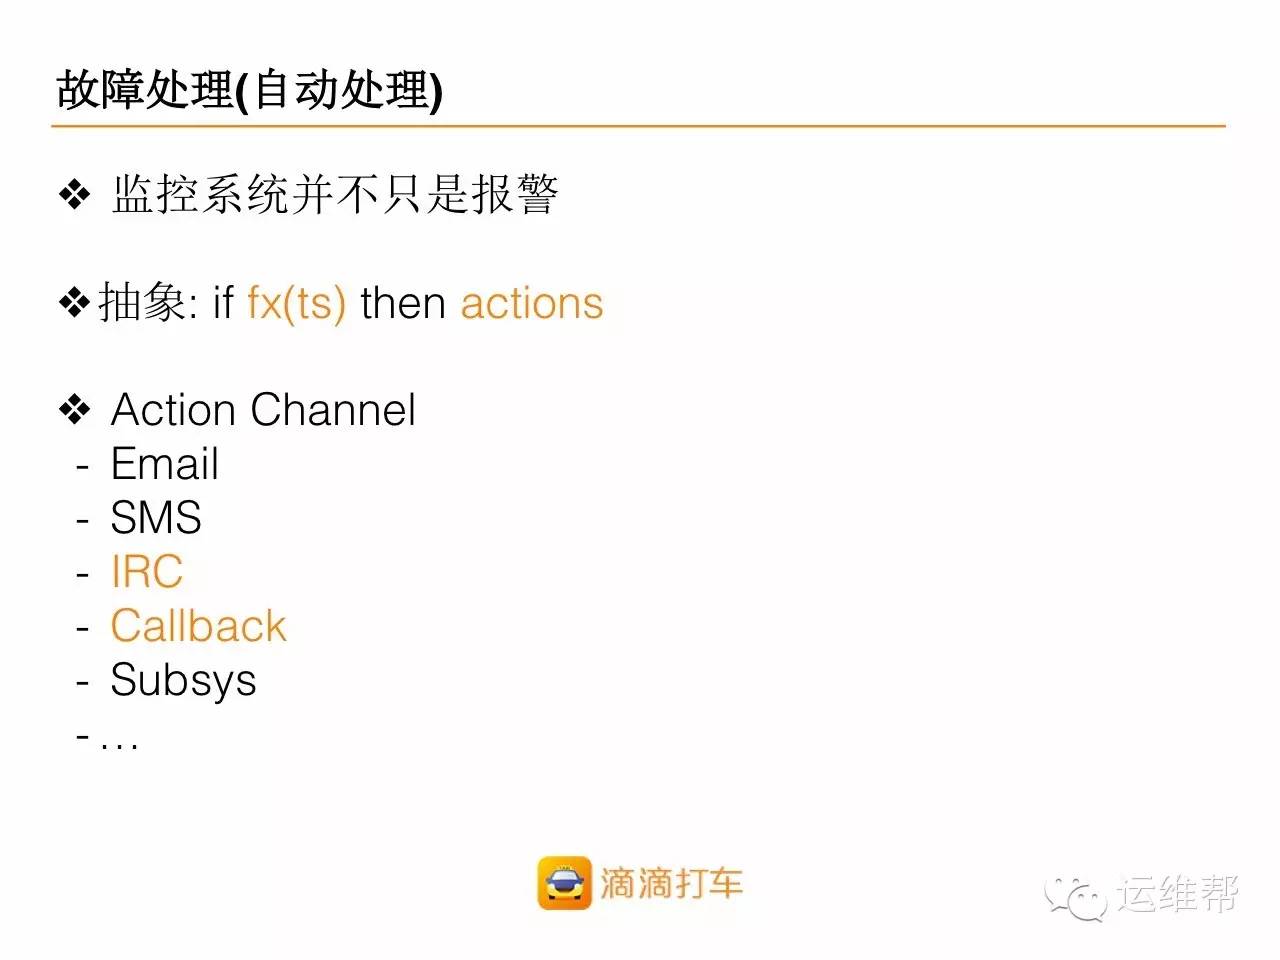 故障处理(自动处理)
❖ 监控系统并不只是报警
❖抽象: if fx(ts) then actions
❖ Action Channel
- Email
- SMS
- IRC
- Callback
- Subsys
- …
滴滴打车
运维帮